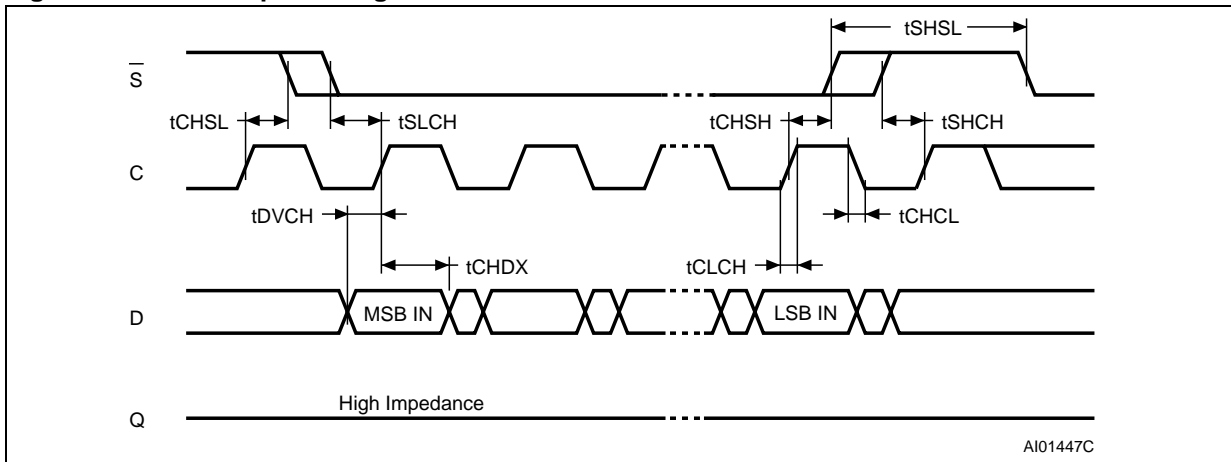 tSHSL
S
tCHSL
tSLCH
tCHSH
tSHCH
C
tDVCH
tCHCL
tCHDX
tCLCH
D
MSB IN
LSB IN
High Impedance
Q
AI01447C